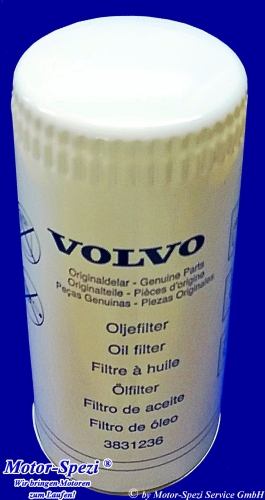 VOLVO
Originaldelar - Genuine Parts
Originalteile - Pièces d'origine
Peças Genuinas - Piezas Originales
Oljefilter
Oil filter
Filtre à huile
Ölfilter
Filtro de aceite
Filtro de óleo
3831236
Motor-Spezi ®
Wir bringen Motoren
zum Laufen!
© by Motor-Spezi Service GmbH